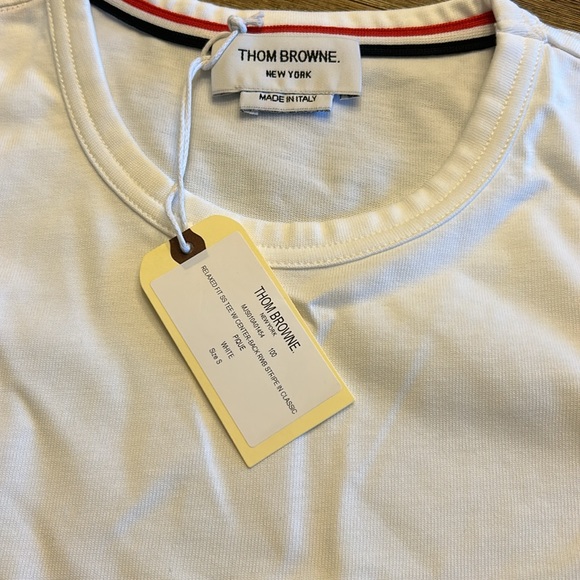 THOM BROWNE.
NEW YORK
MADE IN ITALY
THOM BROWNE.
NEW YORK
MJS010A01454 100
RELAXED FIT SS TEE W/ CENTER BACK RWB STRIPE IN CLASSIC
PIQUE
WHITE
Size S